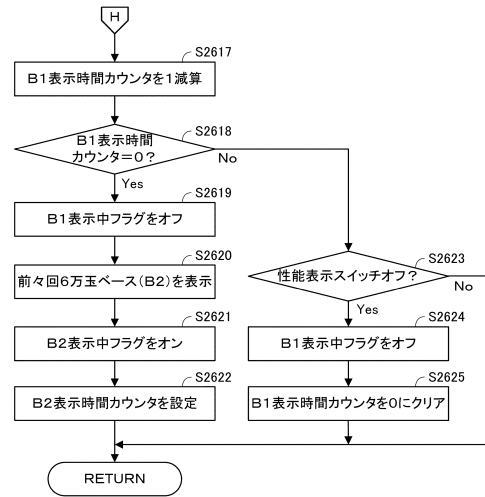 H
S2617
B1表示時間カウンタを1減算
S2618
B1表示時間
カウンタ=0?
No
Yes
S2619
B1表示中フラグをオフ
S2620
前々回6万玉ベース(B2)を表示
S2621
B2表示中フラグをオン
S2622
B2表示時間カウンタを設定
S2623
性能表示スイッチオフ?
No
Yes
S2624
B1表示中フラグをオフ
S2625
B1表示時間カウンタを0にクリア
RETURN